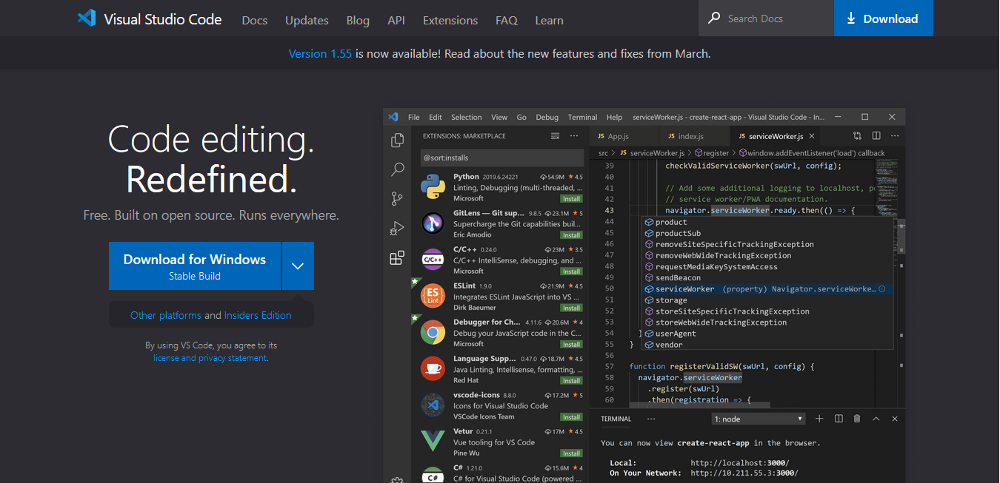 Visual Studio Code Docs Updates Blog API Extensions FAQ Learn Search Docs Download
Version 1.55 is now available! Read about the new features and fixes from March.
Code editing.
Redefined.
Free. Built on open source. Runs everywhere.
Download for Windows
Stable Build
Other platforms and Insiders Edition
By using VS Code, you agree to its
license and privacy statement.
File Edit Selection View Go Debug Terminal Help serviceWorker.js - create-react-app - Visual Studio Code - In...
EXTENSIONS: MARKETPLACE
@sort:installs
Python 2019.6.24221 54.9M 4.5
Linting, Debugging (multi-threaded, ...
Microsoft Install
GitLens — Git sup... 9.8.5 23.1M 5
Supercharge the Git capabilities buil...
Eric Amodio Install
C/C++
C/C++ 0.24.0 23M 3.5
C/C++ IntelliSense, debugging, and ...
Microsoft Install
ES
Lint
ESLint 1.9.0 21.9M 4.5
Integrates ESLint JavaScript into VS ...
Dirk Baeumer Install
Debugger for Ch... 4.11.6 20.6M 4
Debug your JavaScript code in the C...
Microsoft Install
Language Supp... 0.47.0 18.7M 4.5
Java Linting, Intellisense, formatting, ...
Red Hat Install
vscode-icons 8.8.0 17.2M 5
Icons for Visual Studio Code
VSCode Icons Team Install
Vetur 0.21.1 17M 4.5
Vue tooling for VS Code
Pine Wu Install
C#
C# 1.21.0 15.6M 4
C# for Visual Studio Code (powered ...
JS App.js JS index.js JS serviceWorker.js
src > JS serviceWorker.js > register > window.addEventListener('load') callback
39 checkValidServiceWorker(swUrl, config);
40
41 // Add some additional logging to localhost, po
42 // service worker/PWA documentation.
43 navigator.serviceWorker.ready.then(() => {
44 product
45 productSub
46 removeSiteSpecificTrackingException
47 removeWebWideTrackingException
48 requestMediaKeySystemAccess
49 sendBeacon
50 serviceWorker (property) Navigator.serviceWorke...
51 storage
52 storeSiteSpecificTrackingException
53 storeWebWideTrackingException
54 } userAgent
55 } vendor
56
57 function registerValidSW(swUrl, config) {
58 navigator.serviceWorker
59 .register(swUrl)
60 .then(registration => {
TERMINAL ... 1: node
You can now view create-react-app in the browser.
Local: http://localhost:3000/
On Your Network: http://10.211.55.3:3000/